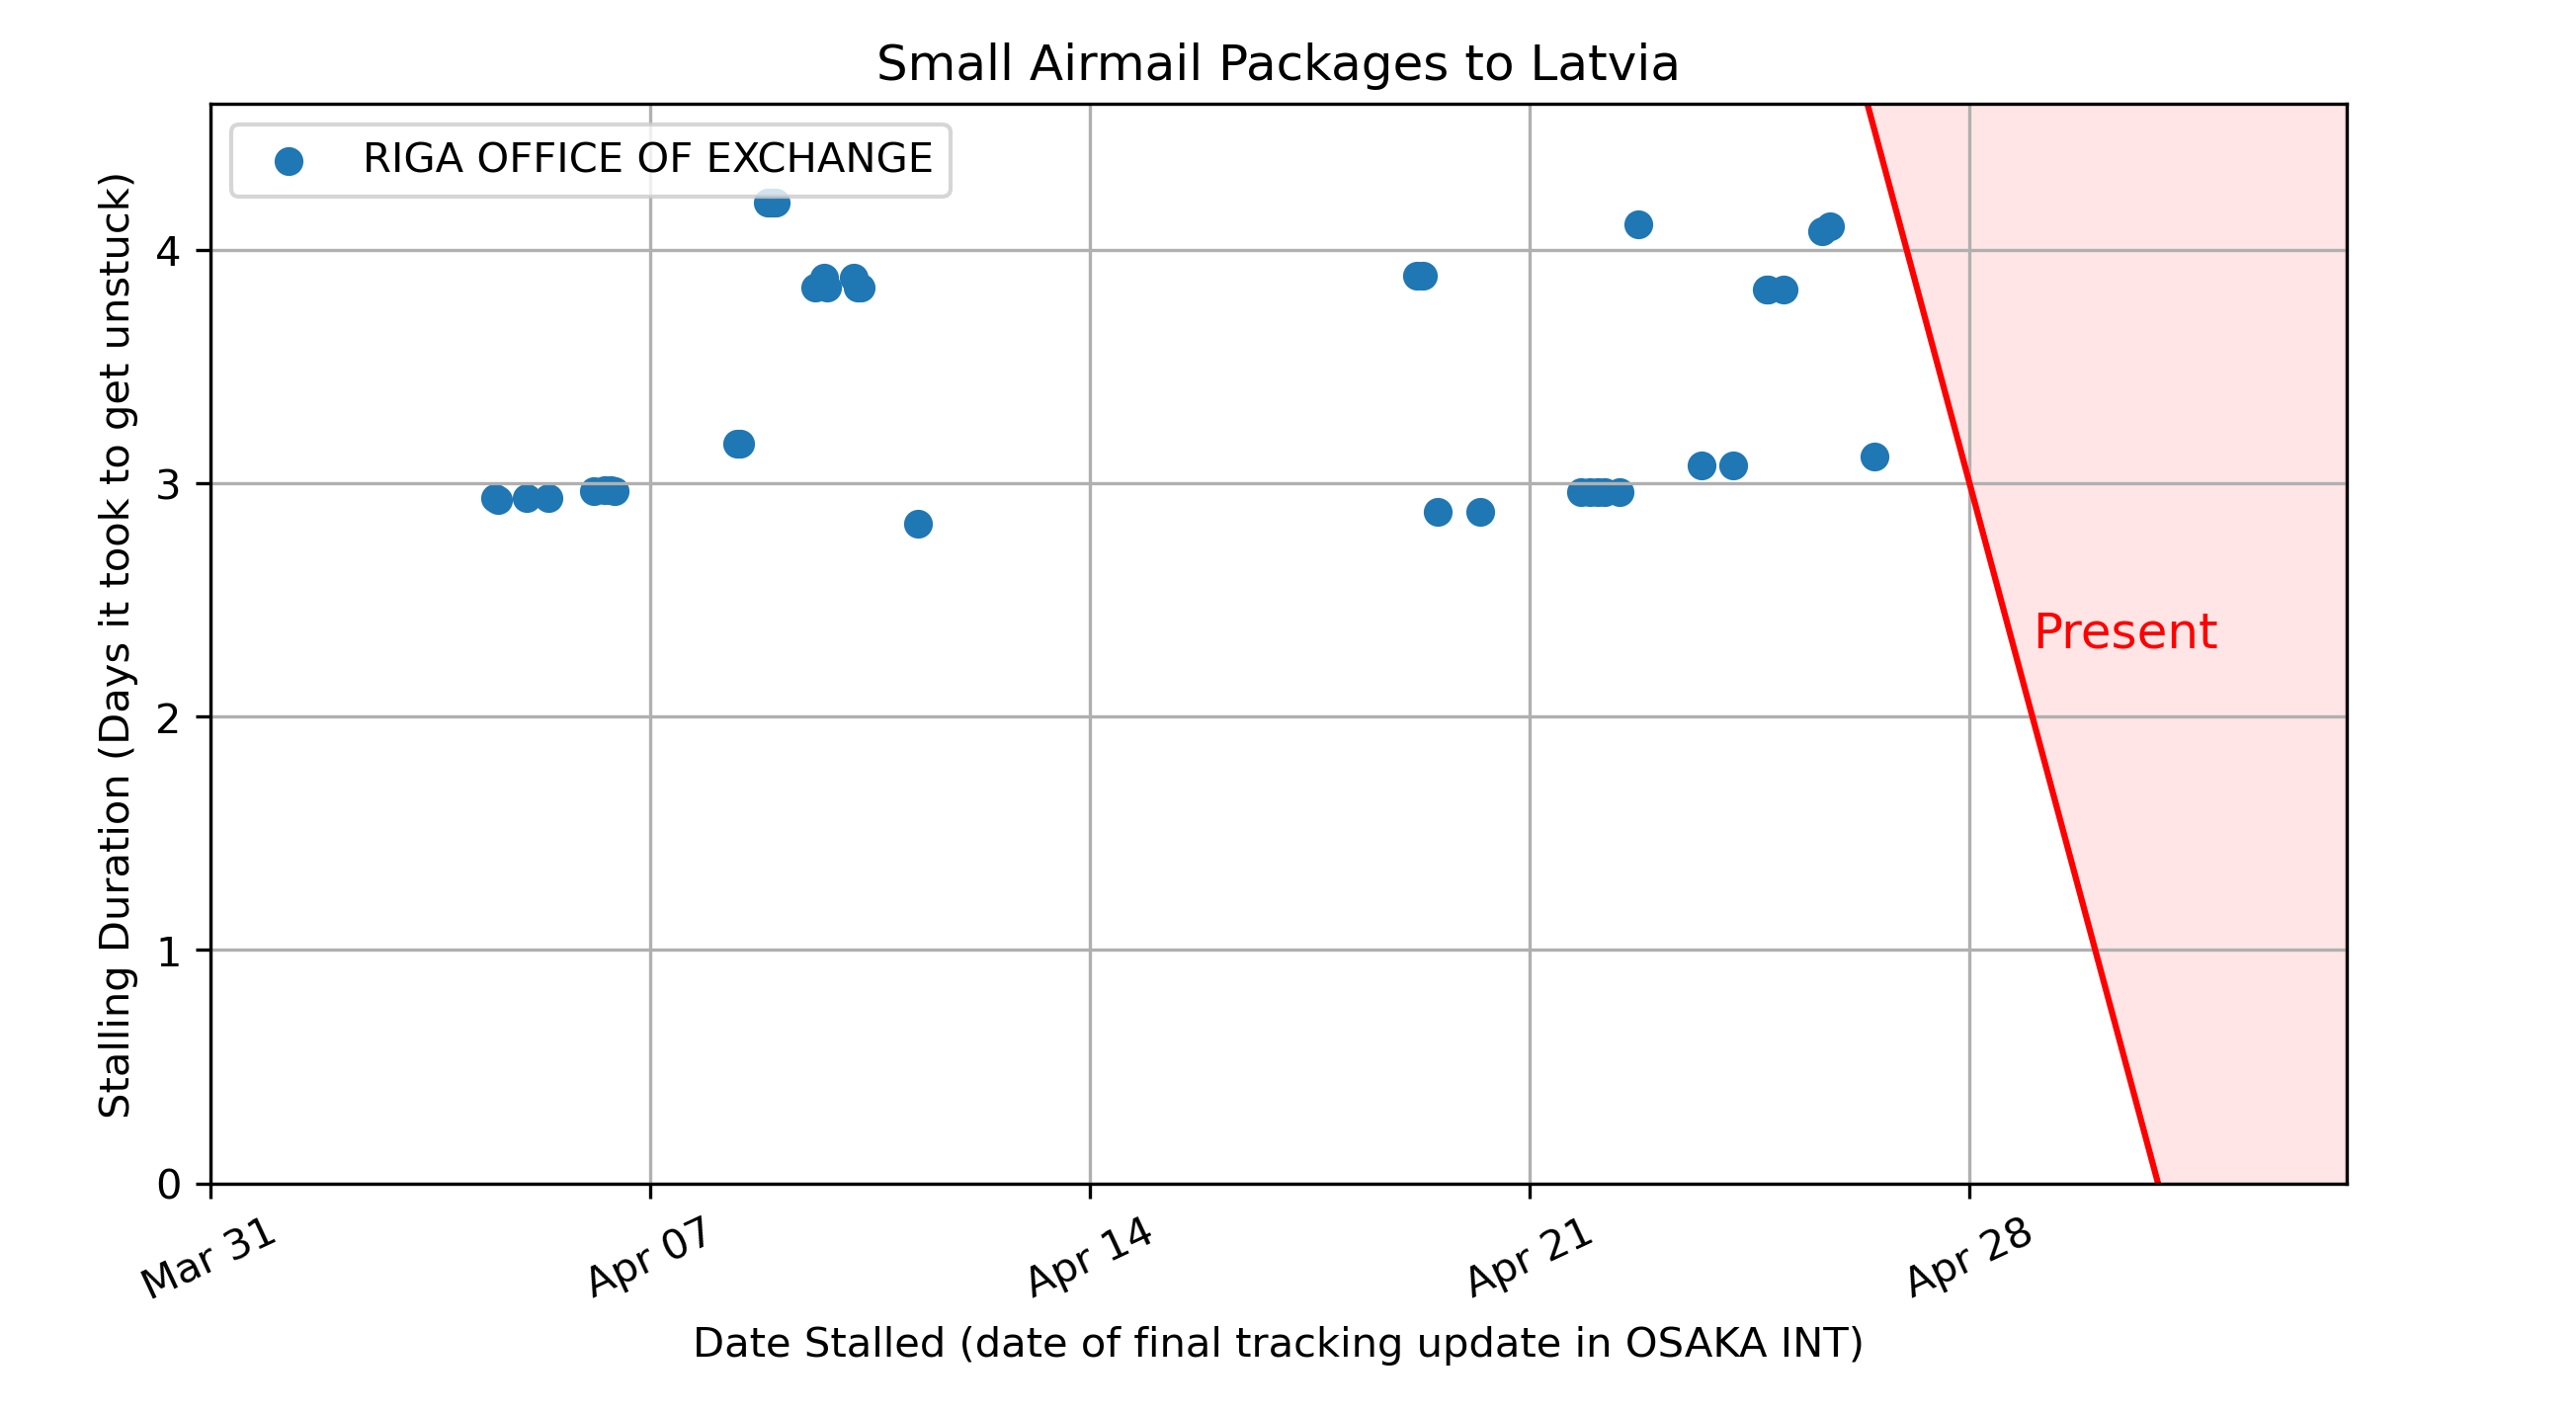 Small Airmail Packages to Latvia
RIGA OFFICE OF EXCHANGE
Stalling Duration (Days it took to get unstuck)
4
3
2
1
0
Present
Mar 31
Apr 07
Apr 14
Apr 21
Apr 28
Date Stalled (date of final tracking update in OSAKA INT)